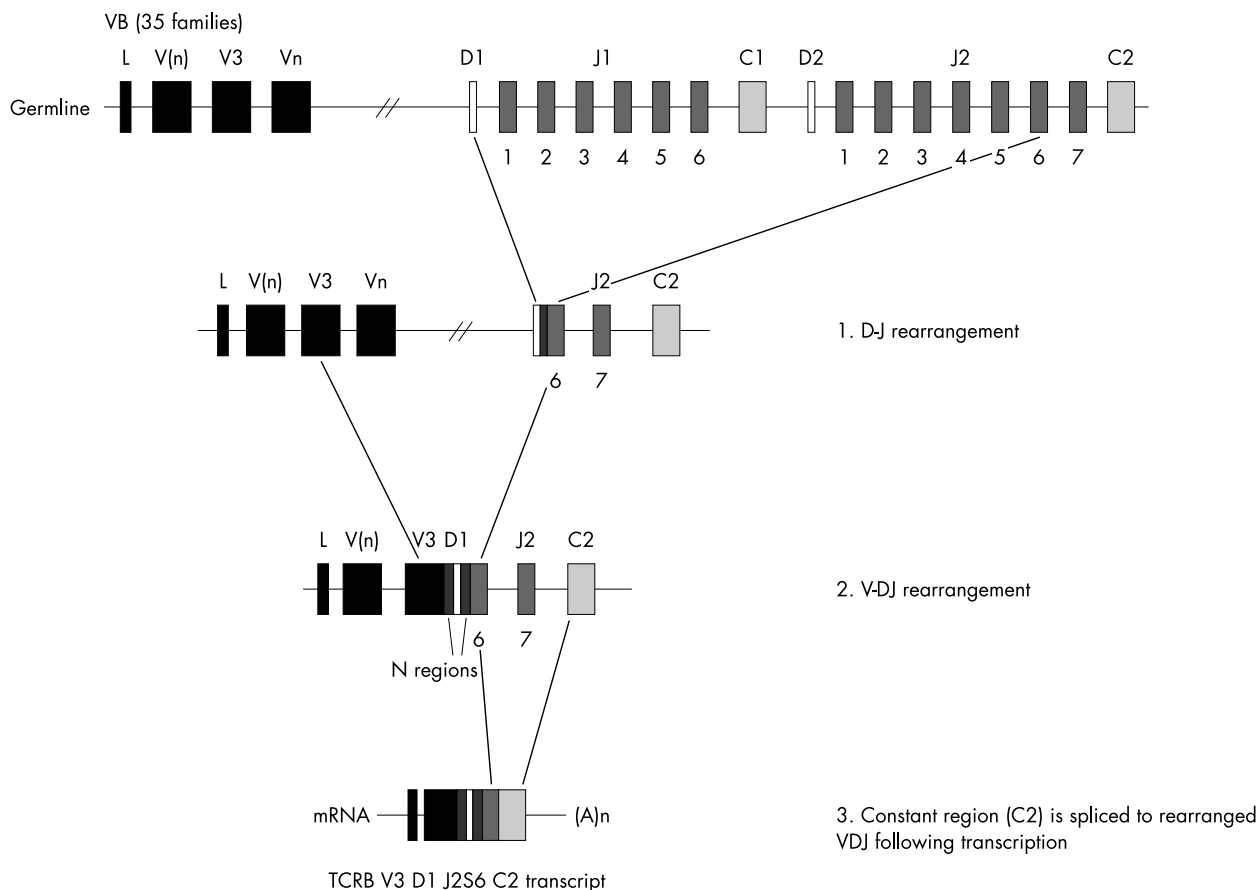 VB (35 families)
L V(n) V3 Vn D1 J1 C1 D2 J2 C2
Germline
1 2 3 4 5 6 1 2 3 4 5 6 7
L V(n) V3 Vn J2 C2
1. D-J rearrangement
6 7
L V(n) V3 D1 J2 C2
2. V-DJ rearrangement
6 7
N regions
mRNA (A)n
3. Constant region (C2) is spliced to rearranged
VDJ following transcription
TCRB V3 D1 J2S6 C2 transcript